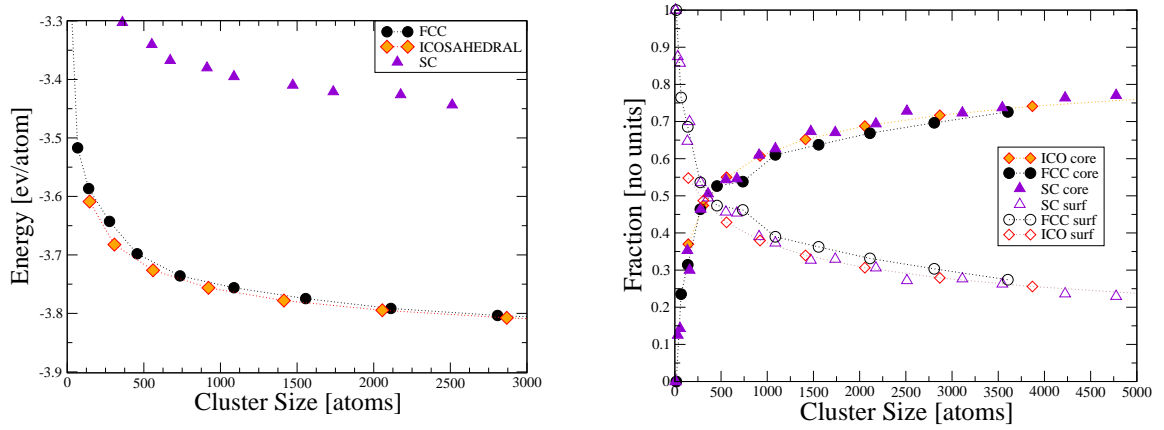 -3.3
-3.4
-3.5
-3.6
-3.7
-3.8
-3.9
Energy [ev/atom]
FCC
ICOSAHEDRAL
SC
0 500 1000 1500 2000 2500 3000
Cluster Size [atoms]
1
0.9
0.8
0.7
0.6
0.5
0.4
0.3
0.2
0.1
0
Fraction [no units]
ICO core
FCC core
SC core
SC surf
FCC surf
ICO surf
0 500 1000 1500 2000 2500 3000 3500 4000 4500 5000
Cluster Size [atoms]